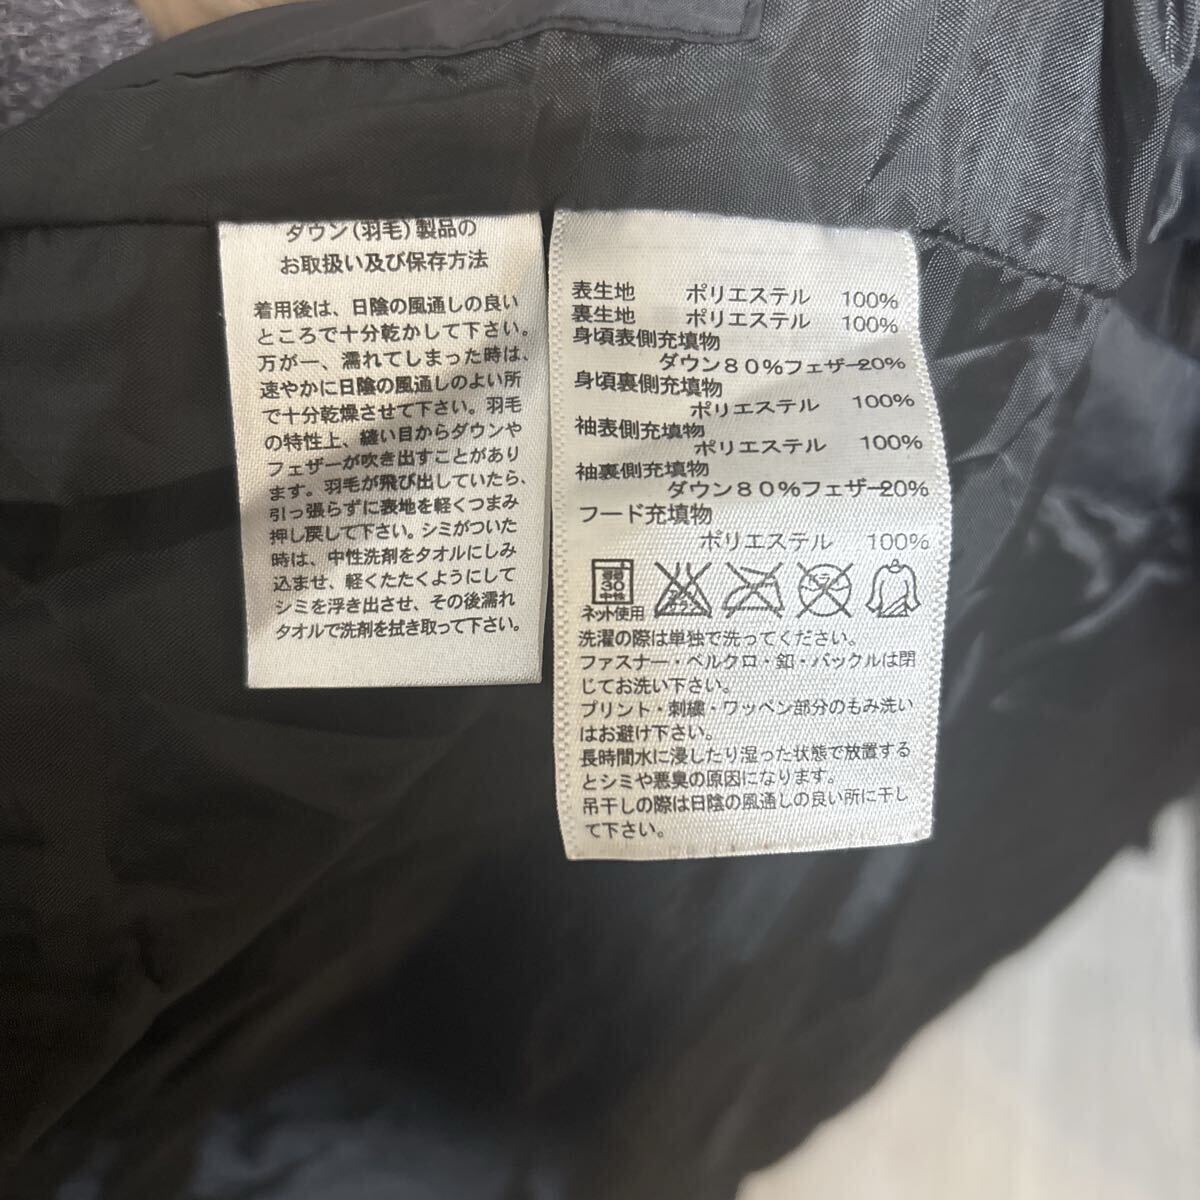 ダウン(羽毛)製品の
お取扱い及び保存方法
着用後は、日陰の風通しの良い
ところで十分乾かして下さい。
万が一、濡れてしまった時は、
速やかに日陰の風通しのよい所
で十分乾燥させて下さい。羽毛
の特性上、縫い目からダウンや
フェザーが吹き出すことがあり
ます。羽毛が飛び出していたら、
引っ張らずに表地を軽くつまみ
押し戻して下さい。シミがついた
時は、中性洗剤をタオルにしみ
込ませ、軽くたたくようにして
シミを浮き出させ、その後濡れ
タオルで洗剤を拭き取って下さい。
表生地 ポリエステル 100%
裏生地 ポリエステル 100%
身頃表側充填物
ダウン80%フェザー20%
身頃裏側充填物
ポリエステル 100%
袖表側充填物
ポリエステル 100%
袖裏側充填物
ダウン80%フェザー20%
フード充填物
ポリエステル 100%
弱
30
中性
ネット使用
洗濯の際は単独で洗ってください。
ファスナー・ベルクロ・釦・バックルは閉
じてお洗い下さい。
プリント・刺繍・ワッペン部分のもみ洗い
はお避け下さい。
長時間水に浸したり湿った状態で放置する
とシミや悪臭の原因になります。
吊干しの際は日陰の風通しの良い所に干し
て下さい。